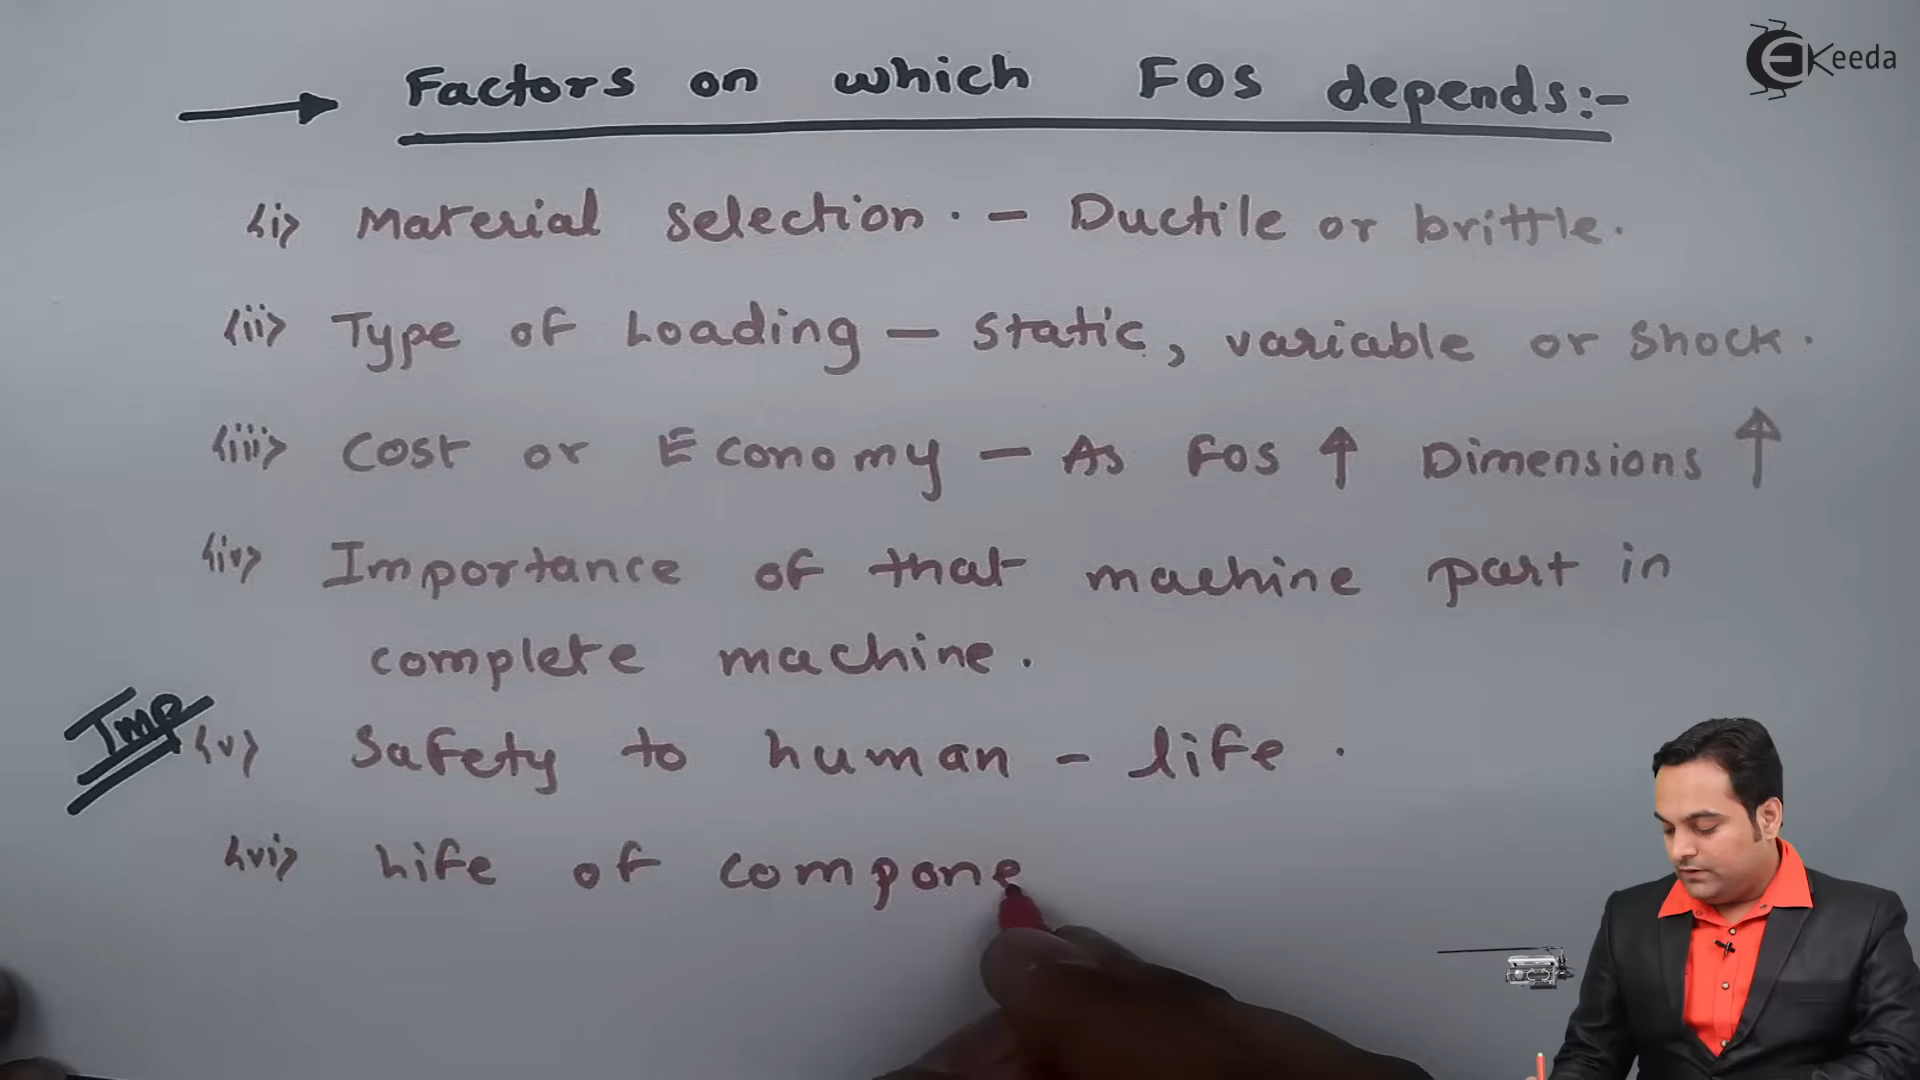 Keeda
Factors on which FOS depends:-
(i) Material Selection. - Ductile or brittle.
(ii) Type of Loading - Static, variable or shock.
(iii) Cost or Economy - As FOS ↑ Dimensions ↑
(iv) Importance of that machine part in
complete machine.
Imp (v) Safety to human - life.
(vi) Life of compone